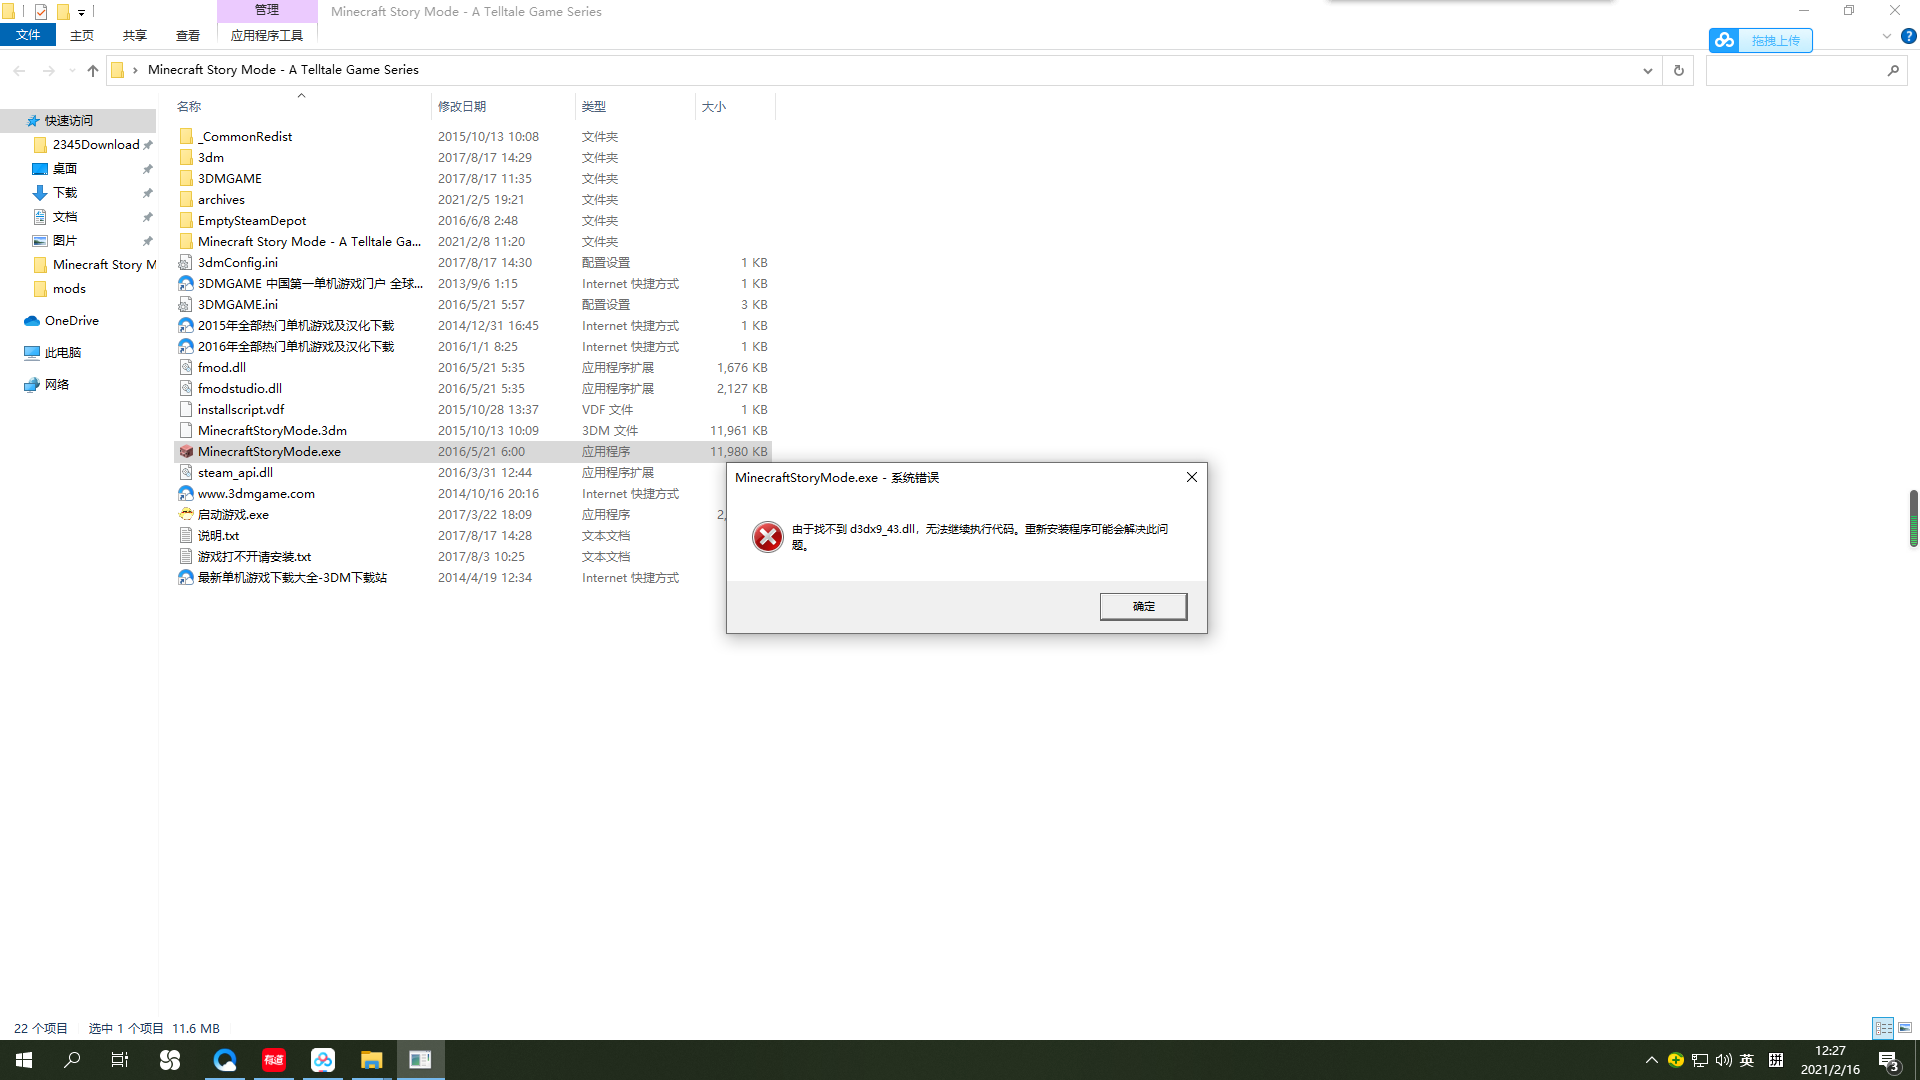 管理
Minecraft Story Mode - A Telltale Game Series
文件
主页
共享
查看
应用程序工具
拖拽上传
Minecraft Story Mode - A Telltale Game Series
名称
修改日期
类型
大小
快速访问
2345Download
桌面
下载
文档
图片
Minecraft Story M
mods
OneDrive
此电脑
网络
_CommonRedist 2015/10/13 10:08 文件夹
3dm 2017/8/17 14:29 文件夹
3DMGAME 2017/8/17 11:35 文件夹
archives 2021/2/5 19:21 文件夹
EmptySteamDepot 2016/6/8 2:48 文件夹
Minecraft Story Mode - A Telltale Ga... 2021/2/8 11:20 文件夹
3dmConfig.ini 2017/8/17 14:30 配置设置 1 KB
3DMGAME 中国第一单机游戏门户 全球... 2013/9/6 1:15 Internet 快捷方式 1 KB
3DMGAME.ini 2016/5/21 5:57 配置设置 3 KB
2015年全部热门单机游戏及汉化下载 2014/12/31 16:45 Internet 快捷方式 1 KB
2016年全部热门单机游戏及汉化下载 2016/1/1 8:25 Internet 快捷方式 1 KB
fmod.dll 2016/5/21 5:35 应用程序扩展 1,676 KB
fmodstudio.dll 2016/5/21 5:35 应用程序扩展 2,127 KB
installscript.vdf 2015/10/28 13:37 VDF 文件 1 KB
MinecraftStoryMode.3dm 2015/10/13 10:09 3DM 文件 11,961 KB
MinecraftStoryMode.exe 2016/5/21 6:00 应用程序 11,980 KB
steam_api.dll 2016/3/31 12:44 应用程序扩展
www.3dmgame.com 2014/10/16 20:16 Internet 快捷方式
启动游戏.exe 2017/3/22 18:09 应用程序 2,
说明.txt 2017/8/17 14:28 文本文档
游戏打不开请安装.txt 2017/8/3 10:25 文本文档
最新单机游戏下载大全-3DM下载站 2014/4/19 12:34 Internet 快捷方式
MinecraftStoryMode.exe - 系统错误
由于找不到 d3dx9_43.dll，无法继续执行代码。重新安装程序可能会解决此问
题。
确定
22 个项目 选中 1 个项目 11.6 MB
有道
英
拼
12:27
2021/2/16
3